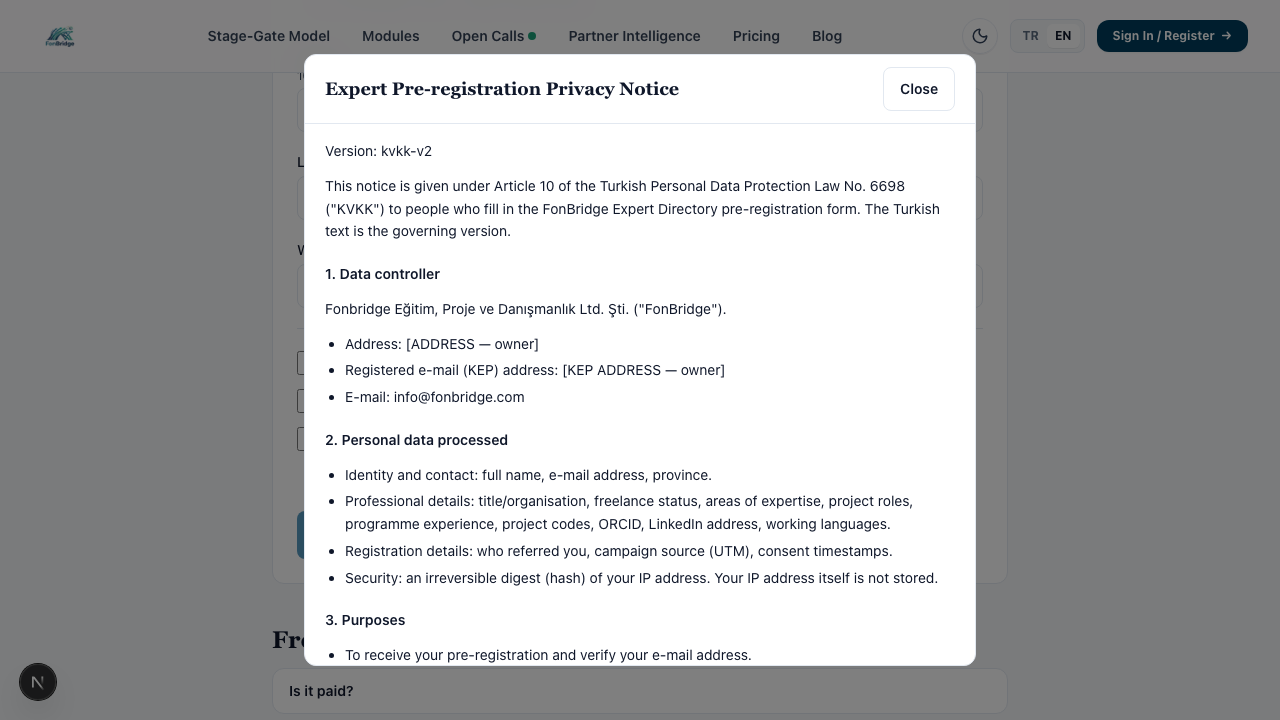 FonBridge
Stage-Gate Model
Modules
Open Calls
Partner Intelligence
Pricing
Blog
TR
EN
Sign In / Register →
Expert Pre-registration Privacy Notice
Close
Version: kvkk-v2
This notice is given under Article 10 of the Turkish Personal Data Protection Law No. 6698
("KVKK") to people who fill in the FonBridge Expert Directory pre-registration form. The Turkish
text is the governing version.
1. Data controller
Fonbridge Eğitim, Proje ve Danışmanlık Ltd. Şti. ("FonBridge").
• Address: [ADDRESS — owner]
• Registered e-mail (KEP) address: [KEP ADDRESS — owner]
• E-mail: info@fonbridge.com
2. Personal data processed
• Identity and contact: full name, e-mail address, province.
• Professional details: title/organisation, freelance status, areas of expertise, project roles,
programme experience, project codes, ORCID, LinkedIn address, working languages.
• Registration details: who referred you, campaign source (UTM), consent timestamps.
• Security: an irreversible digest (hash) of your IP address. Your IP address itself is not stored.
3. Purposes
• To receive your pre-registration and verify your e-mail address.
N
Is it paid?